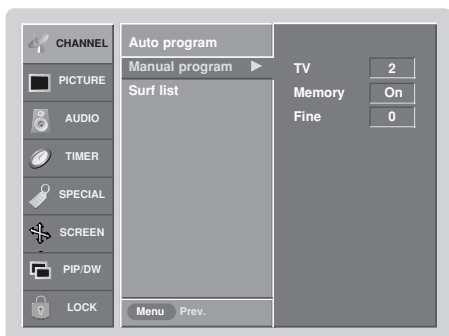 CHANNEL
PICTURE
AUDIO
TIMER
SPECIAL
SCREEN
PIP/DW
LOCK
Auto program
Manual program
Surf list
Menu Prev.
TV 2
Memory On
Fine 0